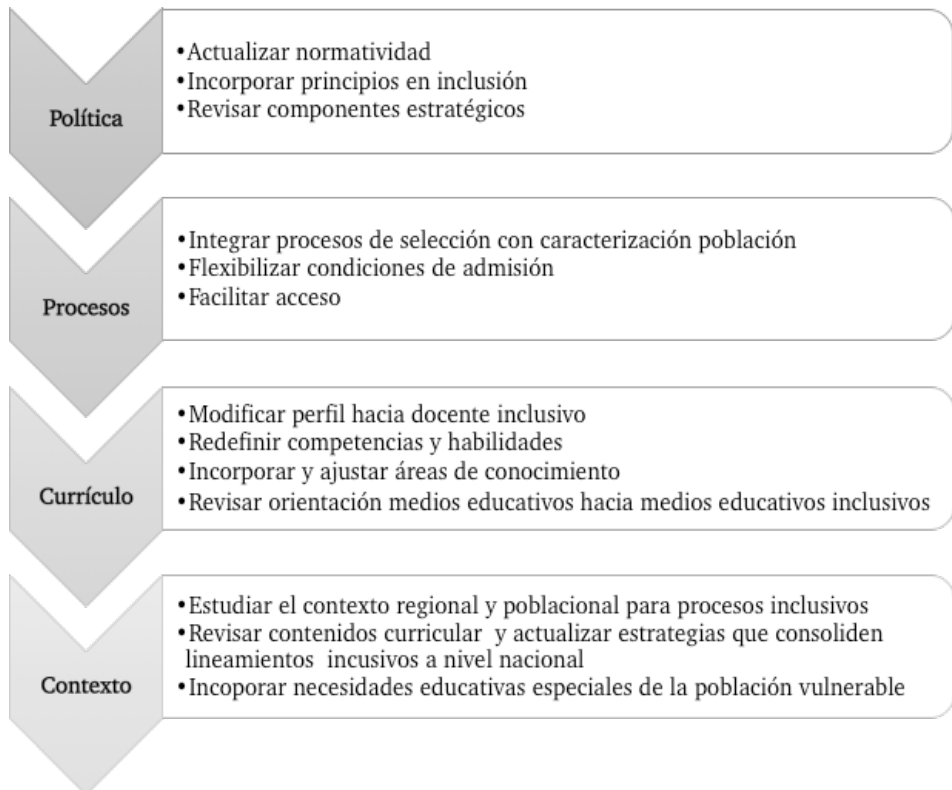 Política
•Actualizar normatividad
•Incorporar principios en inclusión
•Revisar componentes estratégicos
Procesos
•Integrar procesos de selección con caracterización población
•Flexibilizar condiciones de admisión
•Facilitar acceso
Currículo
•Modificar perfil hacia docente inclusivo
•Redefinir competencias y habilidades
•Incorporar y ajustar áreas de conocimiento
•Revisar orientación medios educativos hacia medios educativos inclusivos
Contexto
•Estudiar el contexto regional y poblacional para procesos inclusivos
•Revisar contenidos curricular y actualizar estrategias que consoliden
lineamientos incusivos a nivel nacional
•Incoporar necesidades educativas especiales de la población vulnerable